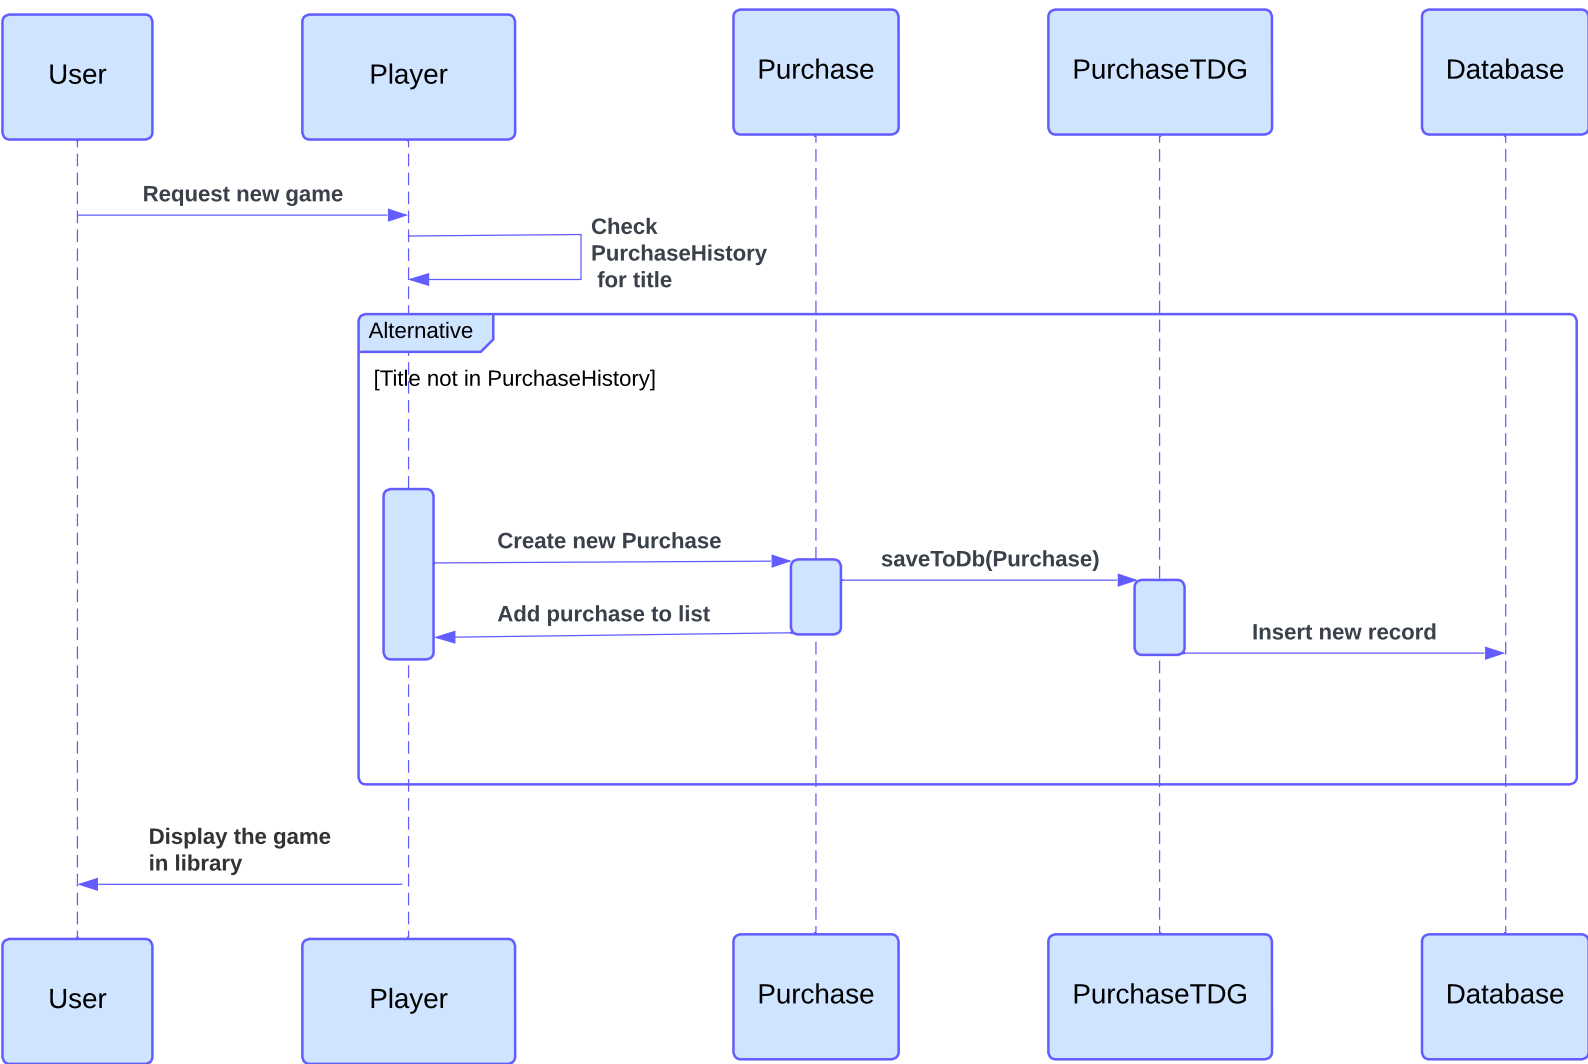 User
Player
Purchase
PurchaseTDG
Database
Request new game
Check
PurchaseHistory
for title
Alternative
[Title not in PurchaseHistory]
Create new Purchase
saveToDb(Purchase)
Add purchase to list
Insert new record
Display the game
in library
User
Player
Purchase
PurchaseTDG
Database